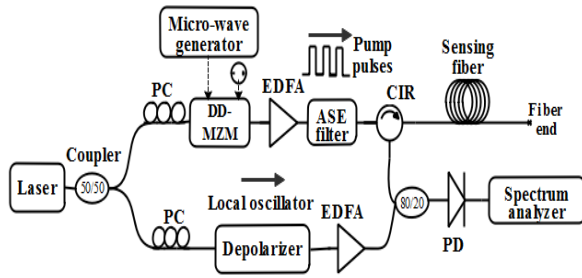 Micro-wave
generator
Pump
pulses
Sensing
fiber
PC
EDFA
CIR
DD-
MZM
ASE
filter
Fiber
end
Coupler
Laser
50/50
Local oscillator
PC
EDFA
80/20
Spectrum
analyzer
Depolarizer
PD